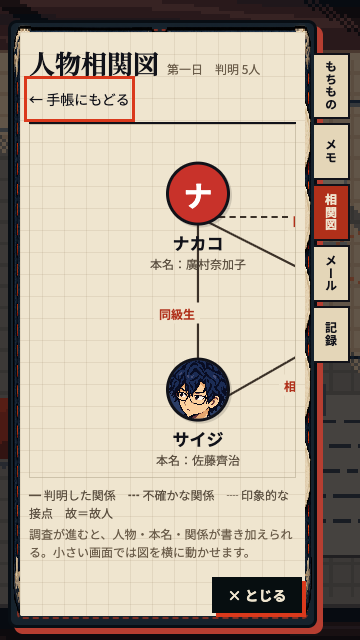 人物相関図 第一日 判明 5人
← 手帳にもどる
ナ
ナカコ
本名：廣村奈加子
同級生
相
サイジ
本名：佐藤齊治
━ 判明した関係 --- 不確かな関係 ┄ 印象的な
接点 故＝故人
調査が進むと、人物・本名・関係が書き加えられ
る。小さい画面では図を横に動かせます。
× とじる
もちもの
メモ
相関図
メール
記録